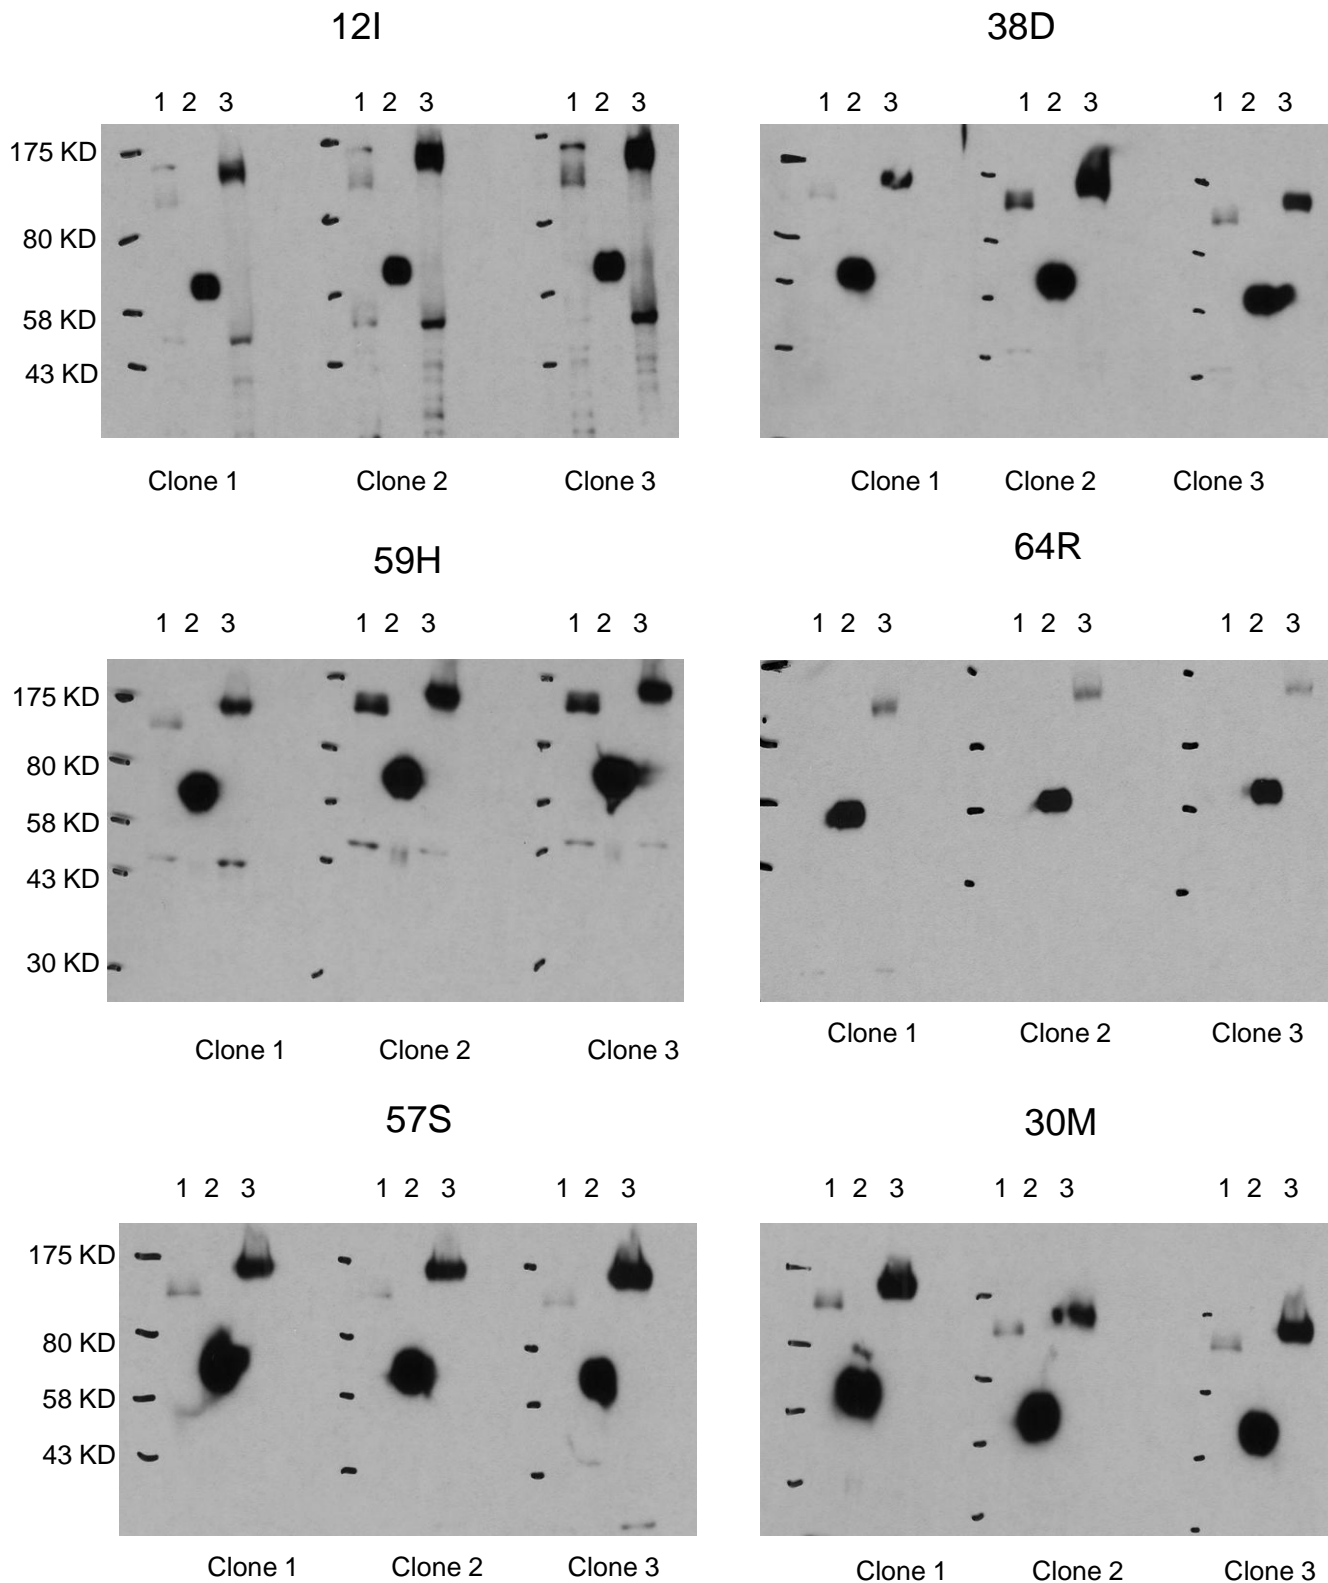 12I 38D
1 2 3 1 2 3 1 2 3 1 2 3 1 2 3 1 2 3
175 KD
80 KD
58 KD
43 KD
Clone 1 Clone 2 Clone 3 Clone 1 Clone 2 Clone 3
59H 64R
1 2 3 1 2 3 1 2 3 1 2 3 1 2 3 1 2 3
175 KD
80 KD
58 KD
43 KD
30 KD
Clone 1 Clone 2 Clone 3 Clone 1 Clone 2 Clone 3
57S 30M
1 2 3 1 2 3 1 2 3 1 2 3 1 2 3 1 2 3
175 KD
80 KD
58 KD
43 KD
Clone 1 Clone 2 Clone 3 Clone 1 Clone 2 Clone 3